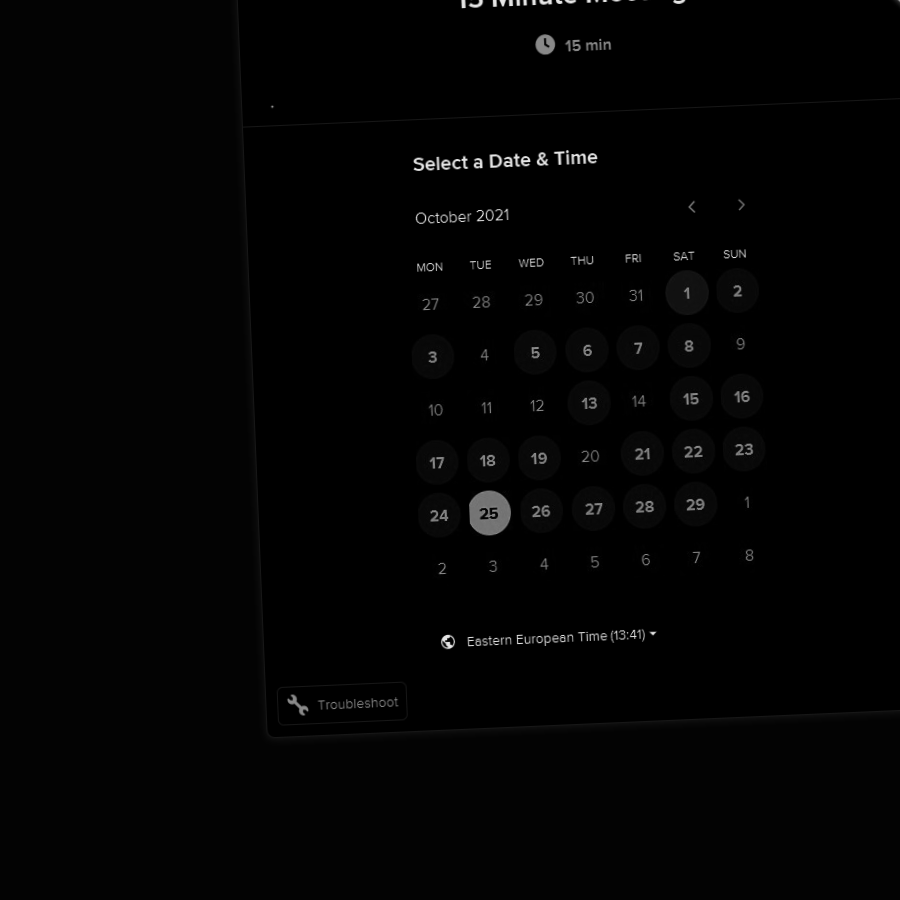 15 min
Select a Date & Time
October 2021
MON TUE WED THU FRI SAT SUN
27 28 29 30 31 1 2
3 4 5 6 7 8 9
10 11 12 13 14 15 16
17 18 19 20 21 22 23
24 25 26 27 28 29 1
2 3 4 5 6 7 8
Eastern European Time (13:41)
Troubleshoot